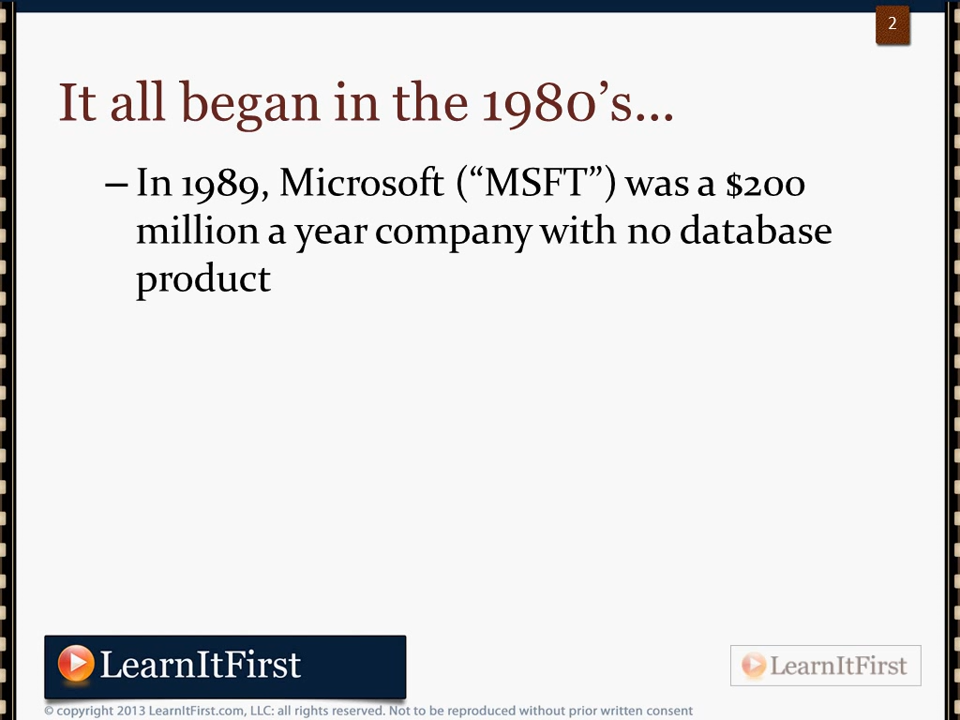 2
It all began in the 1980’s…
– In 1989, Microsoft (“MSFT”) was a $200
million a year company with no database
product
LearnItFirst
LearnItFirst
© copyright 2013 LearnItFirst.com, LLC: all rights reserved. Not to be reproduced without prior written consent